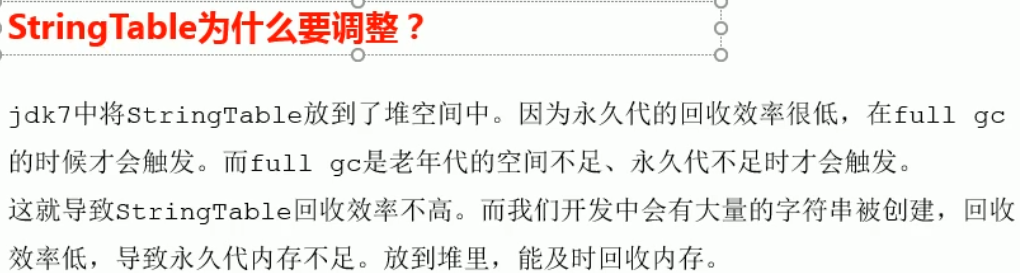 StringTable为什么要调整？
jdk7中将StringTable放到了堆空间中。因为永久代的回收效率很低，在full gc
的时候才会触发。而full gc是老年代的空间不足、永久代不足时才会触发。
这就导致StringTable回收效率不高。而我们开发中会有大量的字符串被创建，回收
效率低，导致永久代内存不足。放到堆里，能及时回收内存。